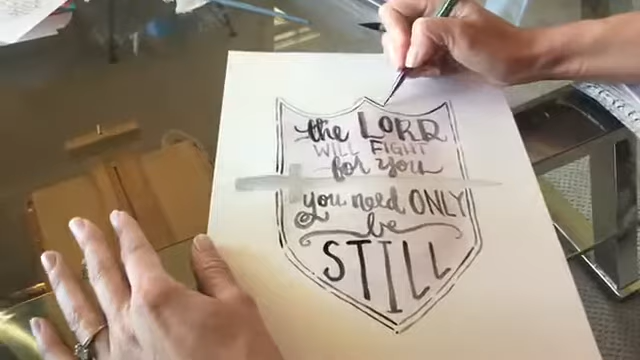 the LORD
WILL FIGHT
for you
you need ONLY
be
STILL